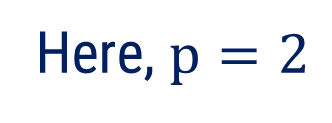 Here, p = 2